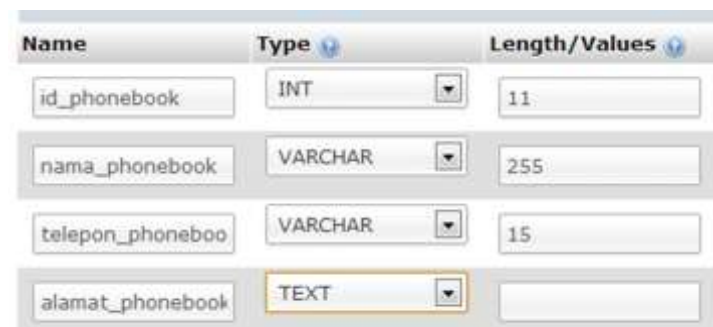 Name Type Length/Values
id_phonebook INT 11
nama_phonebook VARCHAR 255
telepon_phoneboo VARCHAR 15
alamat_phonebook TEXT